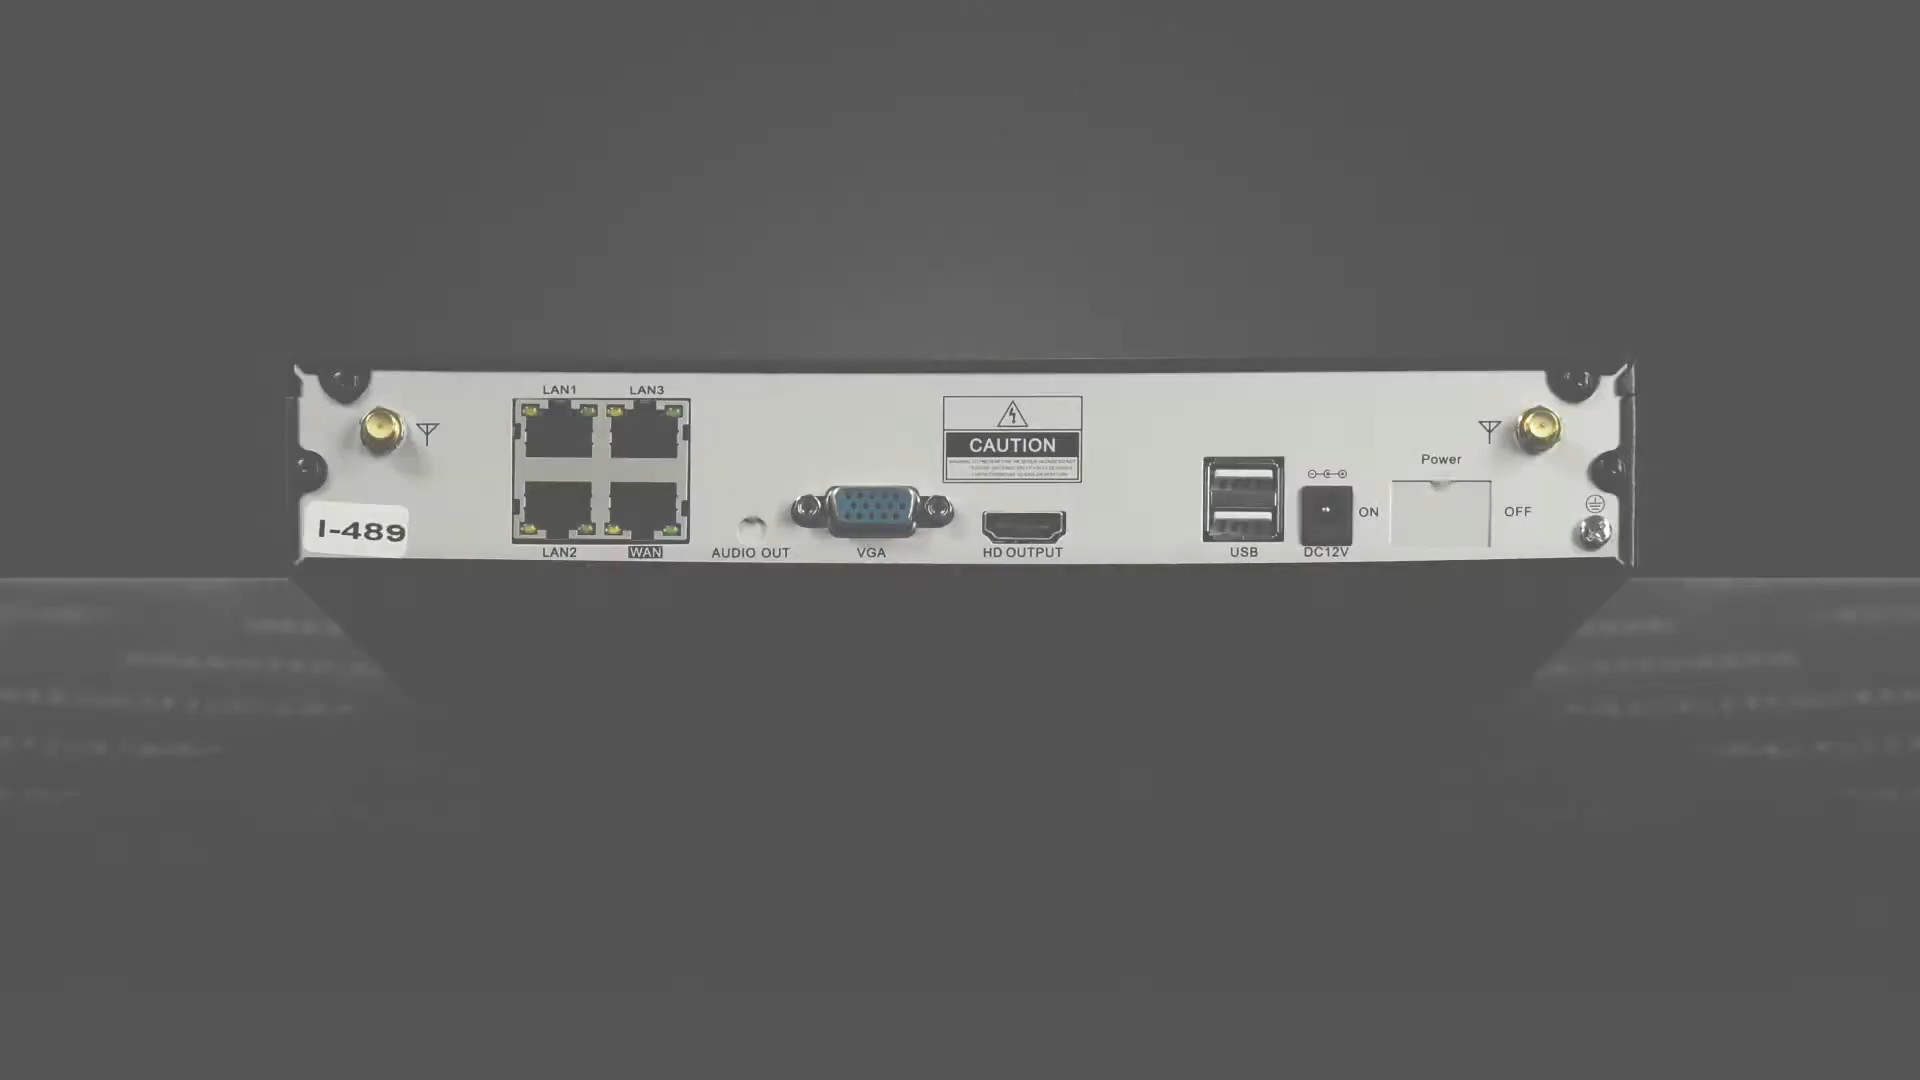 LAN1 LAN3
CAUTION
Power
ON
OFF
I-489
LAN2 WAN AUDIO OUT VGA HD OUTPUT USB DC12V